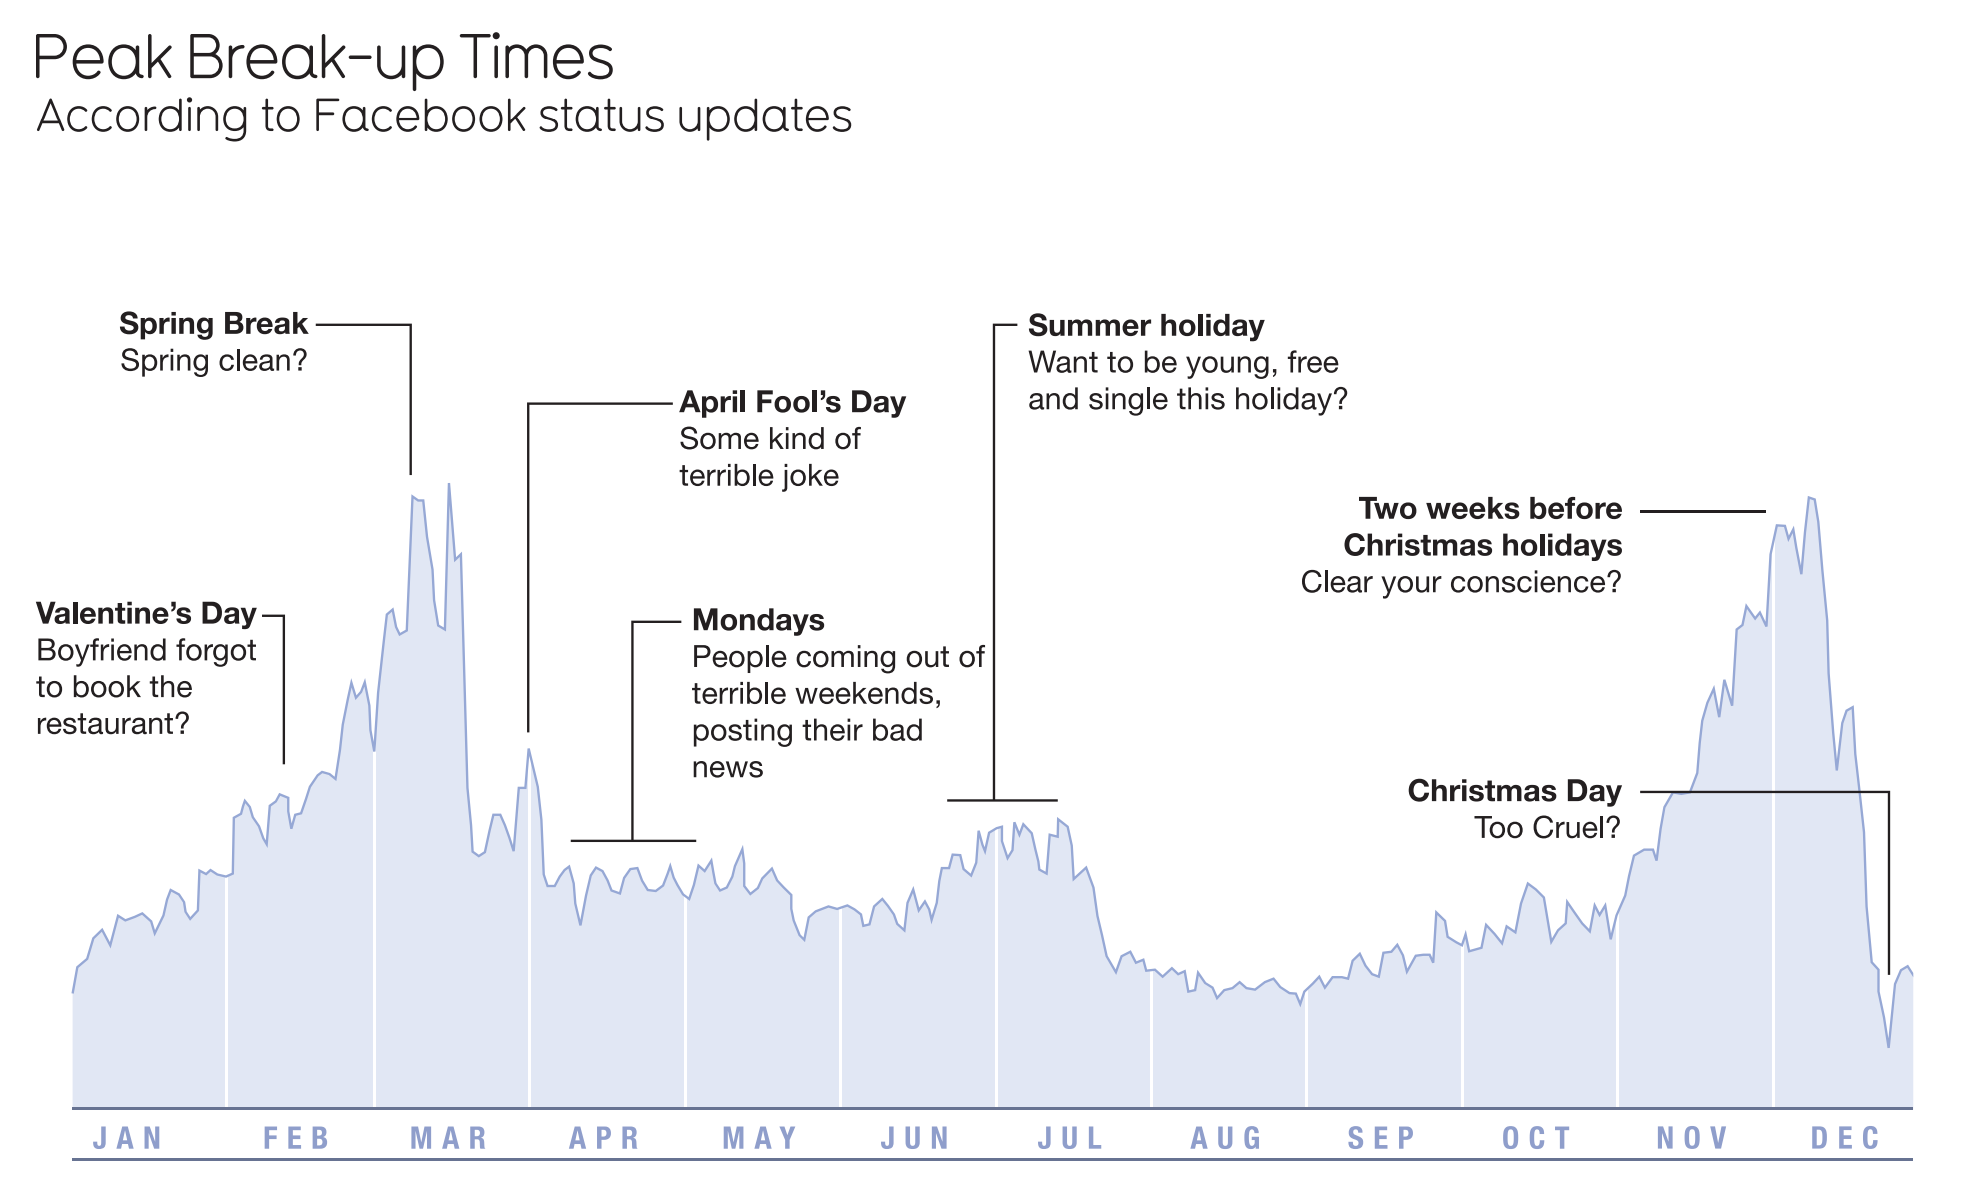 Peak Break-up Times
According to Facebook status updates
Spring Break
Spring clean?
Summer holiday
Want to be young, free
and single this holiday?
April Fool’s Day
Some kind of
terrible joke
Two weeks before
Christmas holidays
Clear your conscience?
Valentine’s Day
Boyfriend forgot
to book the
restaurant?
Mondays
People coming out of
terrible weekends,
posting their bad
news
Christmas Day
Too Cruel?
JAN FEB MAR APR MAY JUN JUL AUG SEP OCT NOV DEC